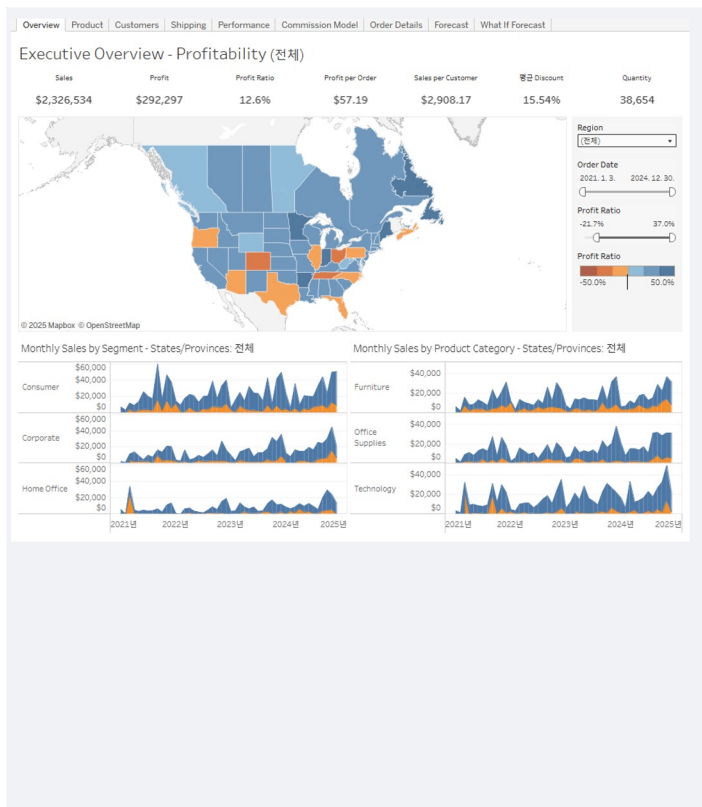 Overview Product Customers Shipping Performance Commission Model Order Details Forecast What If Forecast
Executive Overview - Profitability (전체)
Sales Profit Profit Ratio Profit per Order Sales per Customer 평균 Discount Quantity
$2,326,534 $292,297 12.6% $57.19 $2,908.17 15.54% 38,654
Region
(전체)
Order Date
2021. 1. 3. 2024. 12. 30.
Profit Ratio
-21.7% 37.0%
Profit Ratio
-50.0% 50.0%
© 2025 Mapbox © OpenStreetMap
Monthly Sales by Segment - States/Provinces: 전체
Consumer
$60,000
$40,000
$20,000
$0
Corporate
$60,000
$40,000
$20,000
$0
Home Office
$60,000
$40,000
$20,000
$0
2021년 2022년 2023년 2024년 2025년
Monthly Sales by Product Category - States/Provinces: 전체
Furniture
$40,000
$20,000
$0
Office
Supplies
$40,000
$20,000
$0
Technology
$40,000
$20,000
$0
2021년 2022년 2023년 2024년 2025년